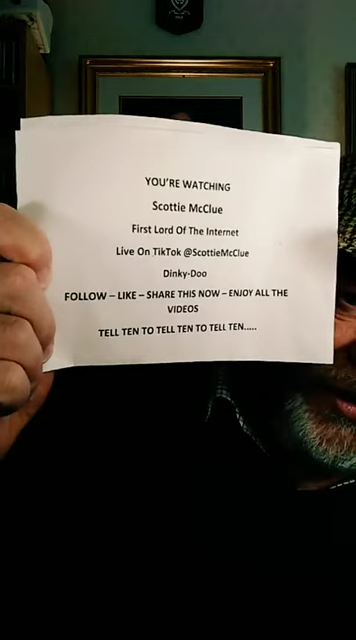 YOU'RE WATCHING
Scottie McClue
First Lord Of The Internet
Live On TikTok @ScottieMcClue
Dinky-Doo
FOLLOW – LIKE – SHARE THIS NOW – ENJOY ALL THE
VIDEOS
TELL TEN TO TELL TEN TO TELL TEN.....